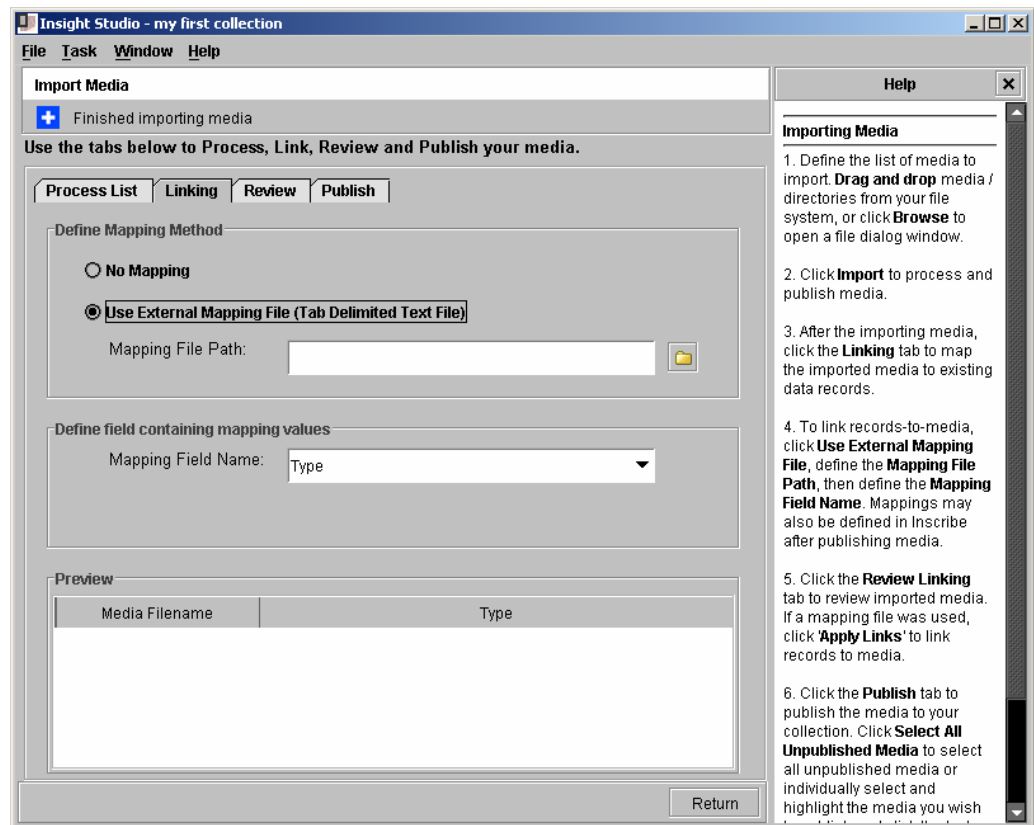 Insight Studio - my first collection
File Task Window Help
Import Media
Finished importing media
Use the tabs below to Process, Link, Review and Publish your media.
Process List Linking Review Publish
Define Mapping Method
No Mapping
Use External Mapping File (Tab Delimited Text File)
Mapping File Path:
Define field containing mapping values
Mapping Field Name: Type
Preview
Media Filename Type
Return
Help
Importing Media
1. Define the list of media to
import. Drag and drop media /
directories from your file
system, or click Browse to
open a file dialog window.
2. Click Import to process and
publish media.
3. After the importing media,
click the Linking tab to map
the imported media to existing
data records.
4. To link records-to-media,
click Use External Mapping
File, define the Mapping File
Path, then define the Mapping
Field Name. Mappings may
also be defined in Inscribe
after publishing media.
5. Click the Review Linking
tab to review imported media.
If a mapping file was used,
click 'Apply Links' to link
records to media.
6. Click the Publish tab to
publish the media to your
collection. Click Select All
Unpublished Media to select
all unpublished media or
individually select and
highlight the media you wish